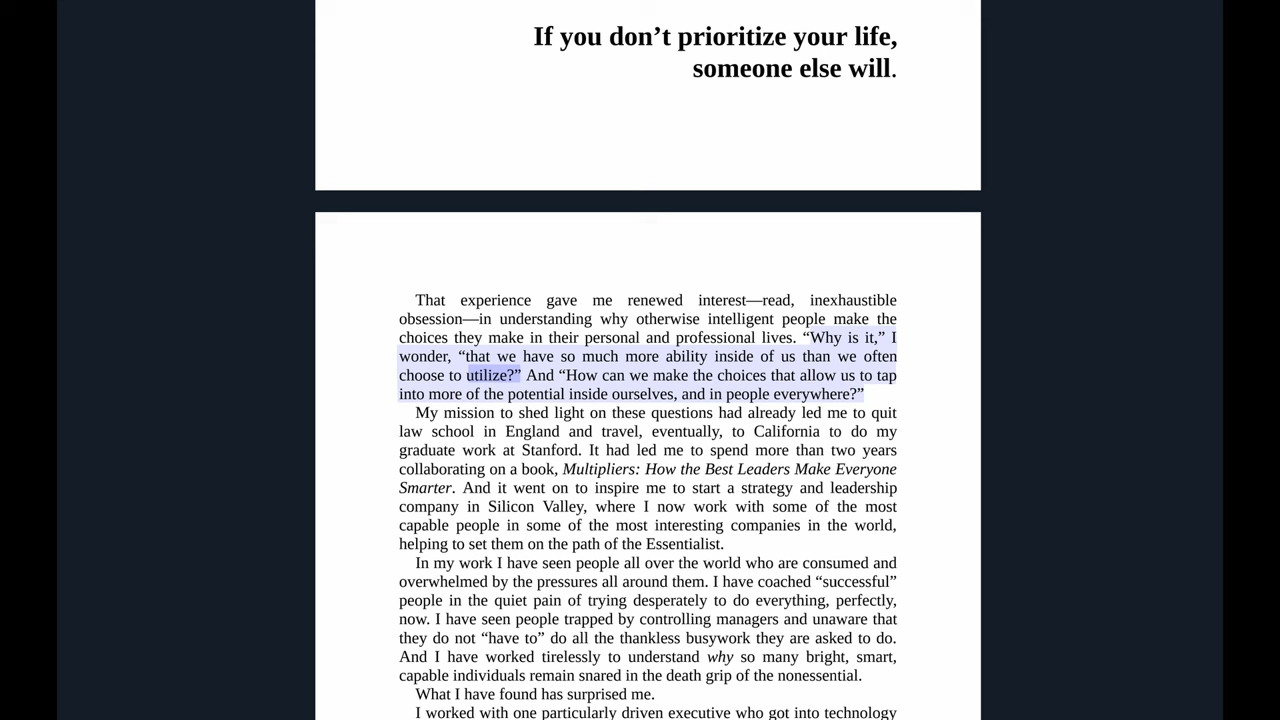 If you don’t prioritize your life,
someone else will.
That experience gave me renewed interest—read, inexhaustible
obsession—in understanding why otherwise intelligent people make the
choices they make in their personal and professional lives. “Why is it,” I
wonder, “that we have so much more ability inside of us than we often
choose to utilize?” And “How can we make the choices that allow us to tap
into more of the potential inside ourselves, and in people everywhere?”
My mission to shed light on these questions had already led me to quit
law school in England and travel, eventually, to California to do my
graduate work at Stanford. It had led me to spend more than two years
collaborating on a book, Multipliers: How the Best Leaders Make Everyone
Smarter. And it went on to inspire me to start a strategy and leadership
company in Silicon Valley, where I now work with some of the most
capable people in some of the most interesting companies in the world,
helping to set them on the path of the Essentialist.
In my work I have seen people all over the world who are consumed and
overwhelmed by the pressures all around them. I have coached “successful”
people in the quiet pain of trying desperately to do everything, perfectly,
now. I have seen people trapped by controlling managers and unaware that
they do not “have to” do all the thankless busywork they are asked to do.
And I have worked tirelessly to understand why so many bright, smart,
capable individuals remain snared in the death grip of the nonessential.
What I have found has surprised me.
I worked with one particularly driven executive who got into technology